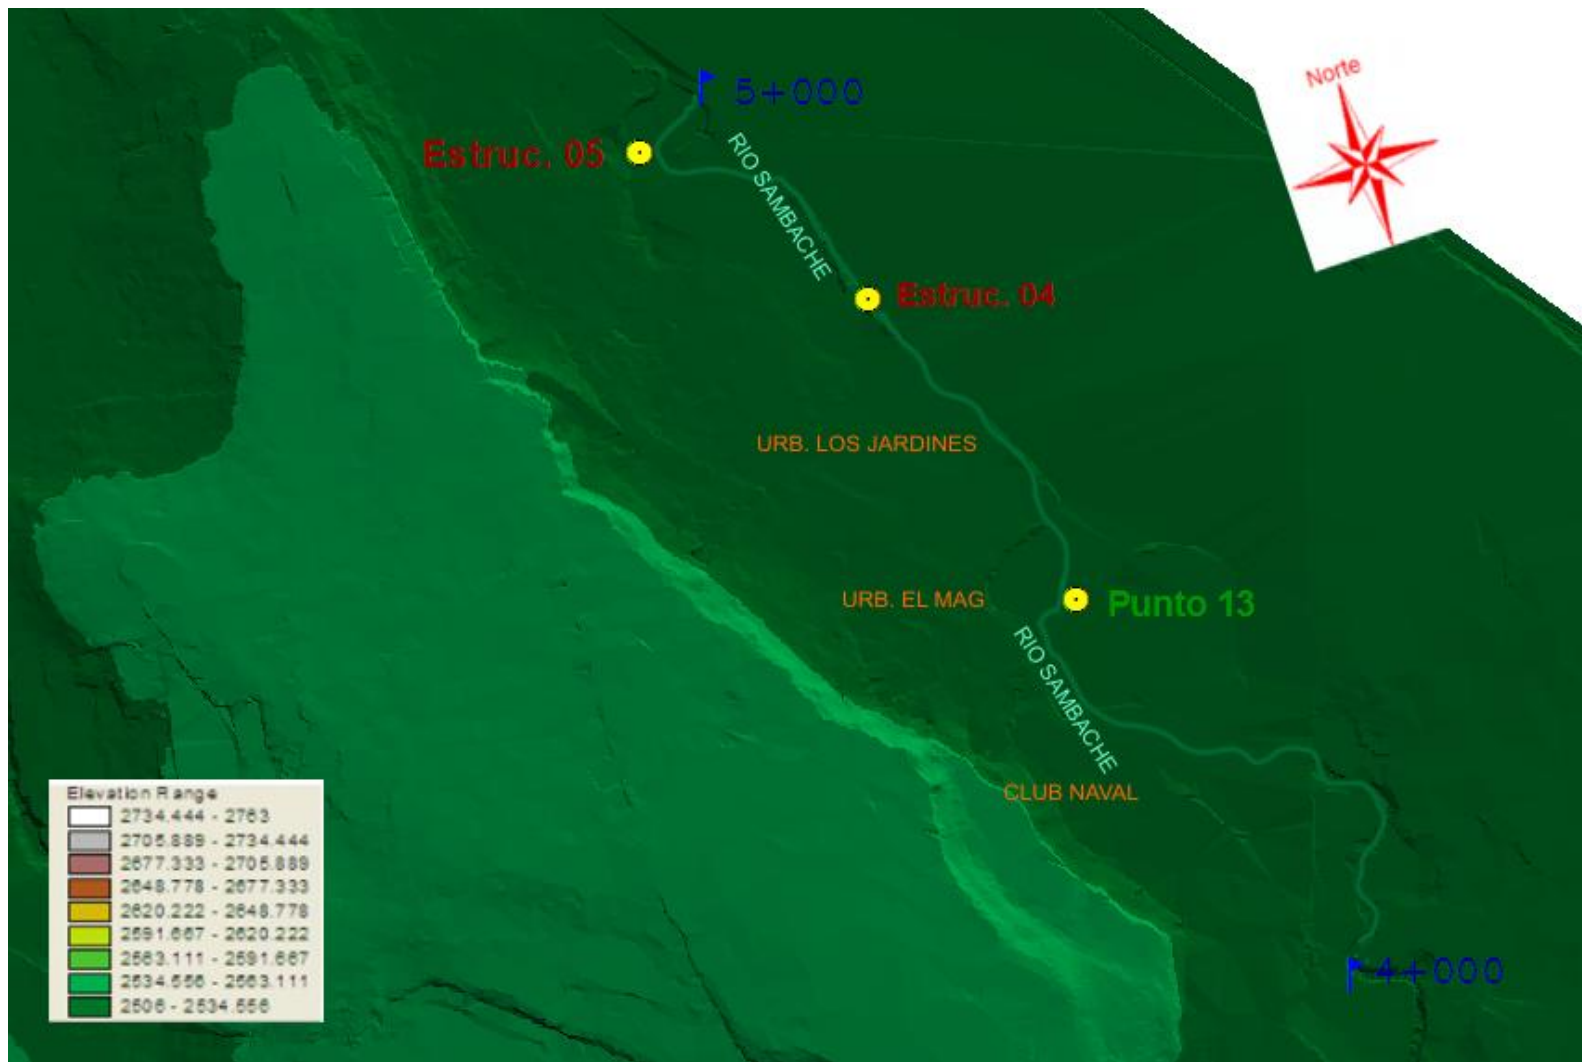 Norte
5+000
Estruc. 05
RIO SAMBACHE
Estruc. 04
URB. LOS JARDINES
URB. EL MAG
Punto 13
RIO SAMBACHE
CLUB NAVAL
4+000
Elevation Range
2734.444 - 2763
2705.889 - 2734.444
2677.333 - 2705.889
2648.778 - 2677.333
2620.222 - 2648.778
2591.667 - 2620.222
2563.111 - 2591.667
2534.556 - 2563.111
2506 - 2534.556